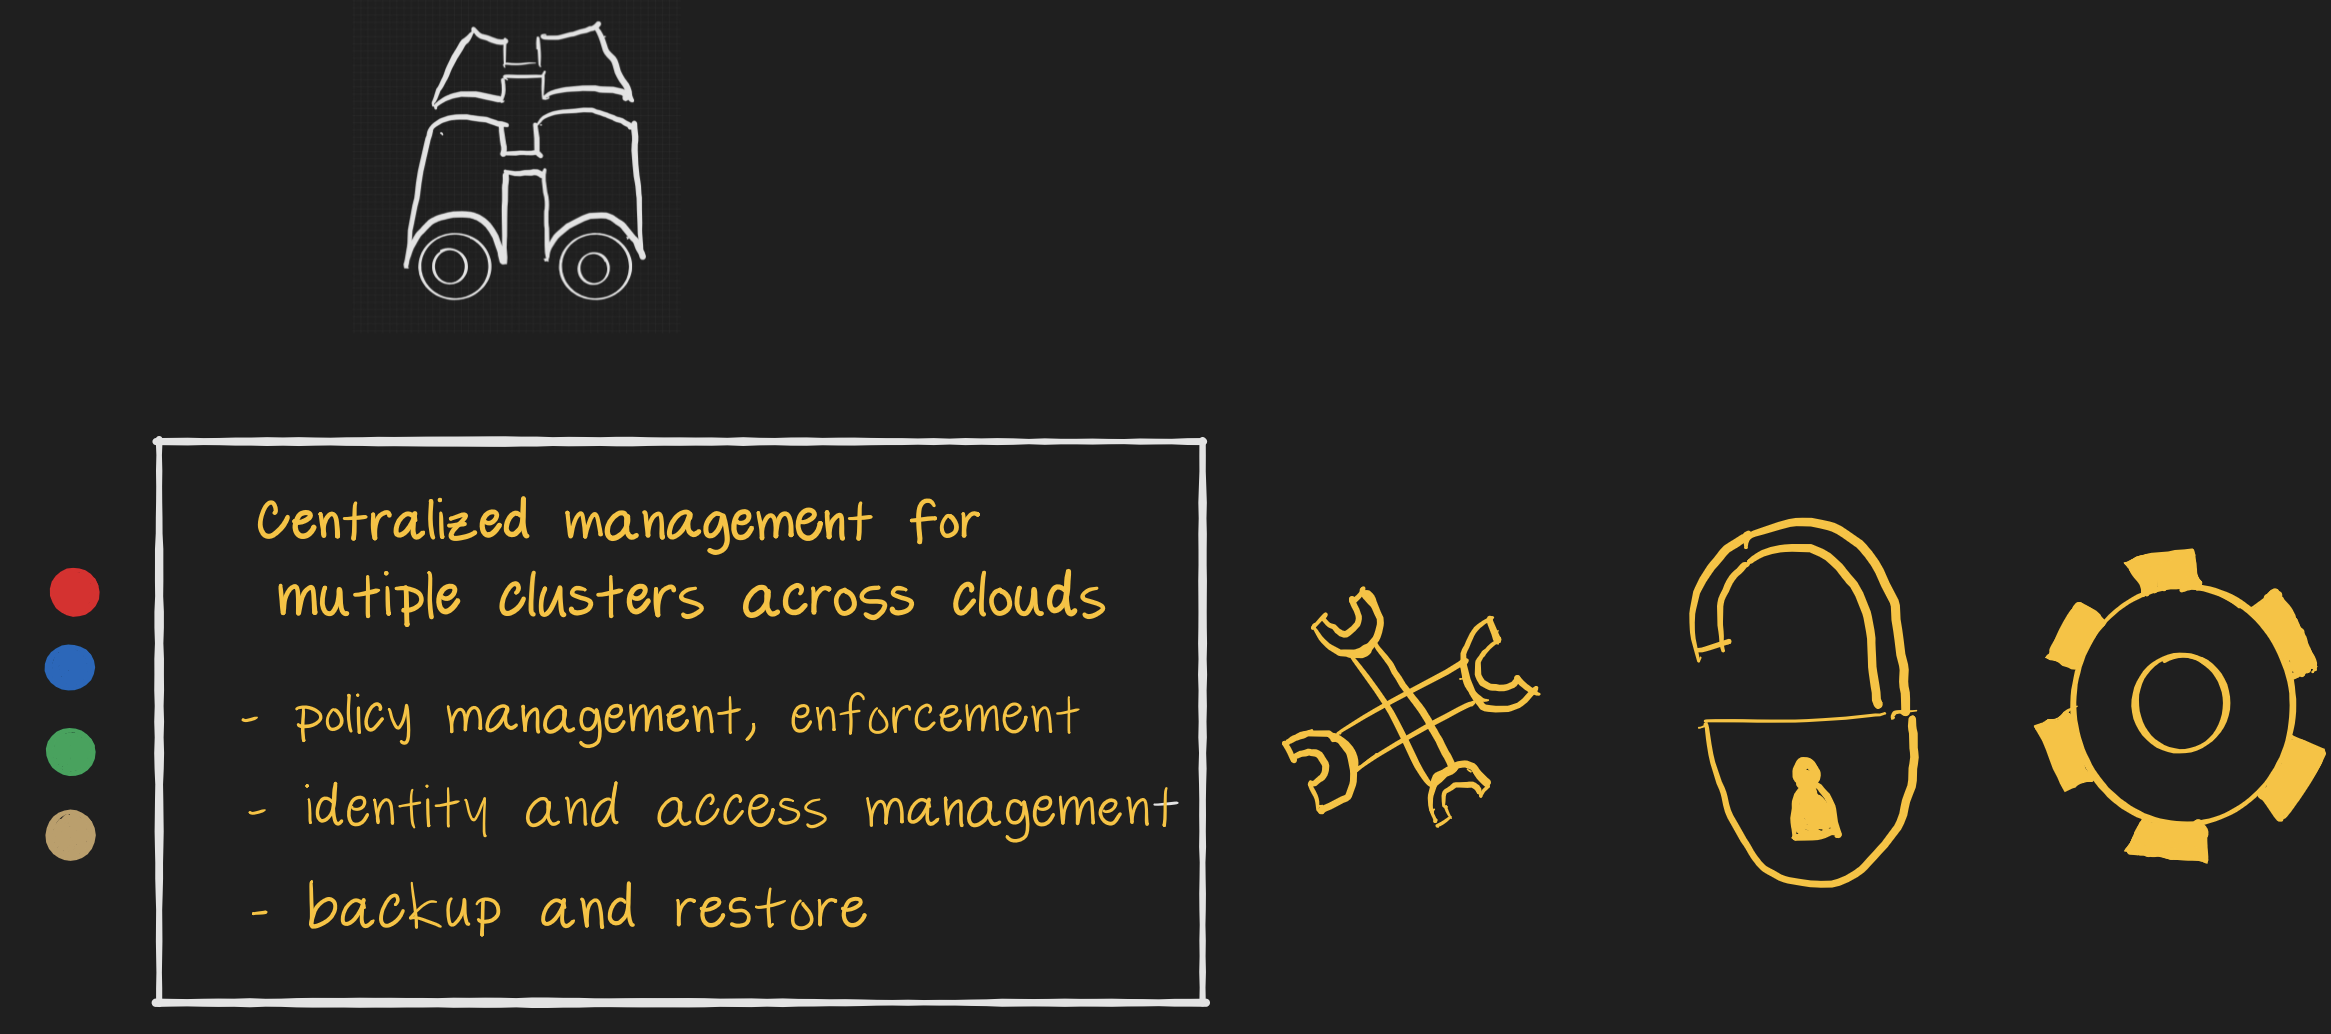 Centralized management for
mutiple clusters across clouds
- policy management, enforcement
- identity and access management
- backup and restore